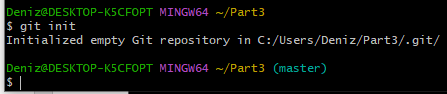 Deniz@DESKTOP-K5CFOPT MINGW64 ~/Part3
$ git init
Initialized empty Git repository in C:/Users/Deniz/Part3/.git/
Deniz@DESKTOP-K5CFOPT MINGW64 ~/Part3 (master)
$